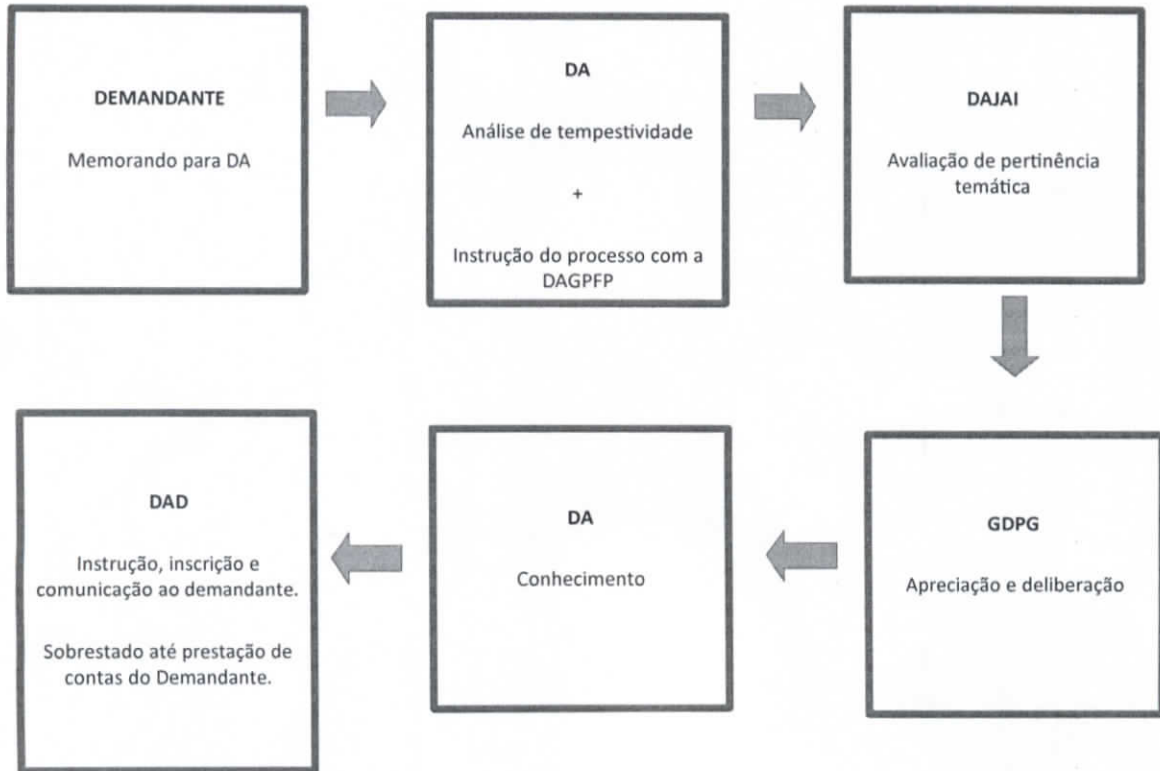 DEMANDANTE
Memorando para DA
DA
Análise de tempestividade
+
Instrução do processo com a
DAGPFP
DAJAI
Avaliação de pertinência
temática
GDPG
Apreciação e deliberação
DA
Conhecimento
DAD
Instrução, inscrição e
comunicação ao demandante.
Sobrestado até prestação de
contas do Demandante.